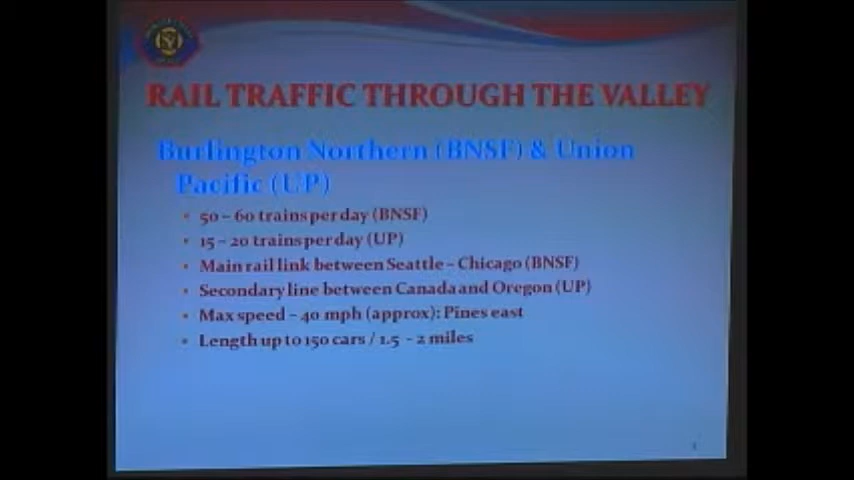 RAIL TRAFFIC THROUGH THE VALLEY
Burlington Northern (BNSF) & Union
Pacific (UP)
50 – 60 trains per day (BNSF)
15 – 20 trains per day (UP)
Main rail link between Seattle – Chicago (BNSF)
Secondary line between Canada and Oregon (UP)
Max speed – 40 mph (approx): Pines east
Length up to 150 cars / 1.5 - 2 miles